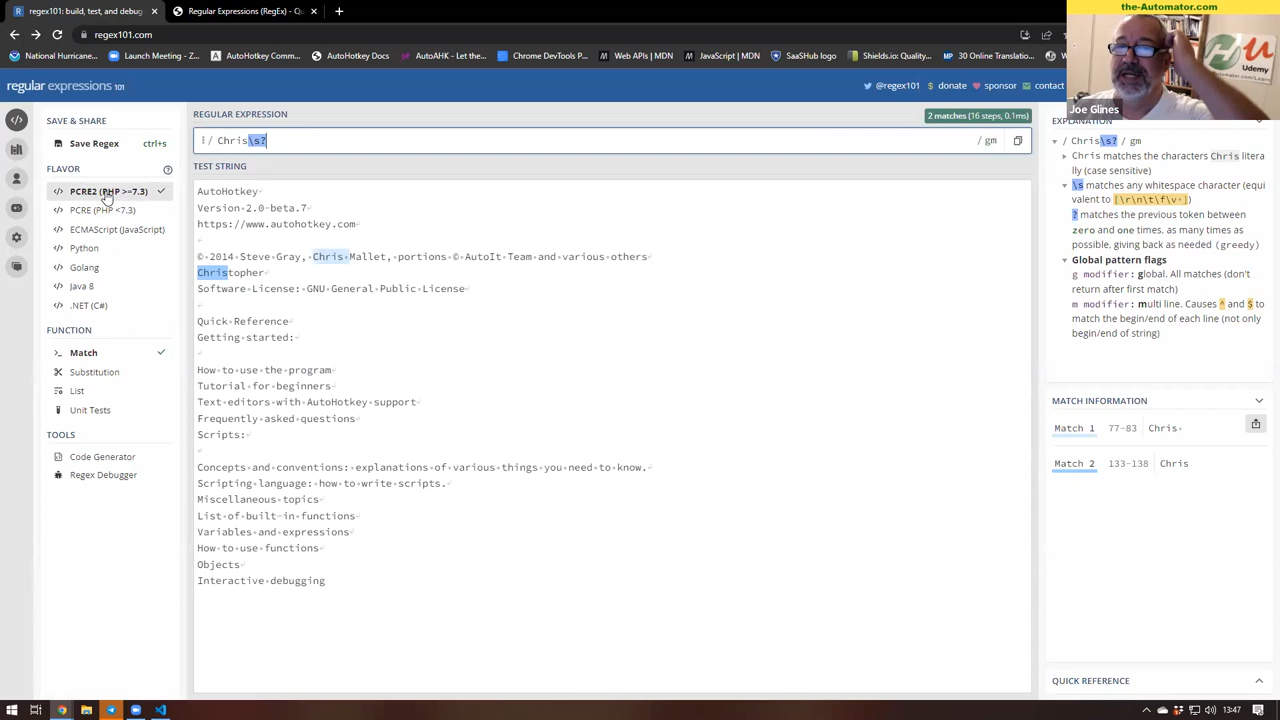 regex101: build, test, and debug
Regular Expressions (RegEx) - Qu
the-Automator.com
regex101.com
National Hurricane...
Launch Meeting - Z...
Chrome Extension...
AutoHotkey Docs
Chrome DevTools P...
Web APIs | MDN
SaaSHub logo
Shields.io: Quality...
30 Online Translation...
regular expressions 101
@regex101
donate
sponsor
contact
Udemy
Joe Glines
SAVE & SHARE
Save Regex
ctrl+s
FLAVOR
PCRE2 (PHP >=7.3)
PCRE (PHP <7.3)
ECMAScript (JavaScript)
Python
Golang
Java 8
.NET (C#)
FUNCTION
Match
Substitution
List
Unit Tests
TOOLS
Code Generator
Regex Debugger
REGULAR EXPRESSION
2 matches (16 steps, 0.1ms)
/ Chris\s?
/ gm
TEST STRING
AutoHotkey
Version 2.0-beta.7
https://www.autohotkey.com
© 2014 Steve Gray, Chris Mallet, portions © AutoIt Team and various others
Christopher
Software License: GNU General Public License
Quick Reference
Getting started:
How to use the program
Tutorial for beginners
Text editors with AutoHotkey support
Frequently asked questions
Scripts:
Concepts and conventions: explanations of various things you need to know.
Scripting language: how to write scripts.
Miscellaneous topics
List of built-in functions
Variables and expressions
How to use functions
Objects
Interactive debugging
EXPLANATION
/ Chris\s? / gm
Chris matches the characters Chris litera
lly (case sensitive)
\s matches any whitespace character (equi
valent to [\r\n\t\f\v ])
? matches the previous token between
zero and one times, as many times as
possible, giving back as needed (greedy)
Global pattern flags
g modifier: global. All matches (don't
return after first match)
m modifier: multi line. Causes ^ and $ to
match the begin/end of each line (not only
begin/end of string)
MATCH INFORMATION
Match 1 77-83 Chris
Match 2 133-138 Chris
QUICK REFERENCE
13:47